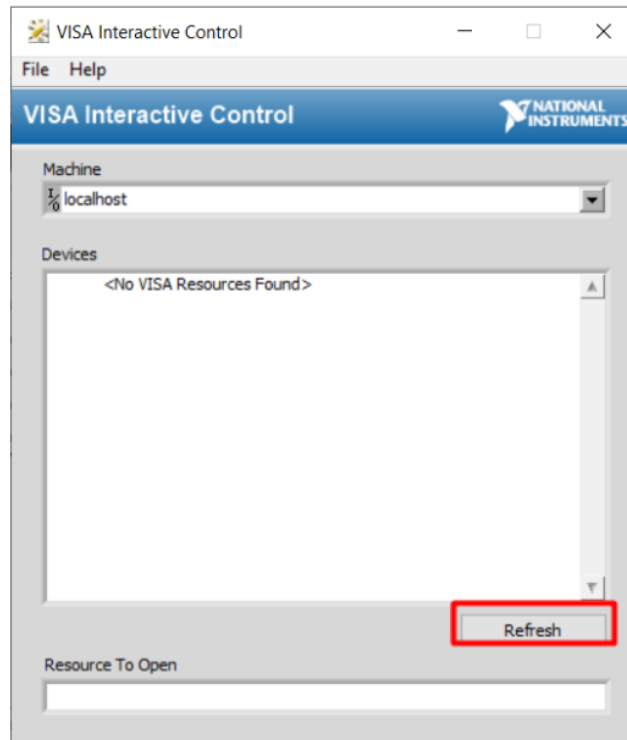 VISA Interactive Control
File Help
VISA Interactive Control
NATIONAL
INSTRUMENTS
Machine
I/O localhost
Devices
<No VISA Resources Found>
Refresh
Resource To Open